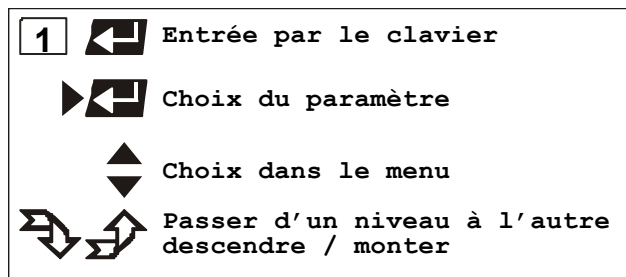 1 Entrée par le clavier
Choix du paramètre
Choix dans le menu
Passer d'un niveau à l'autre
descendre / monter